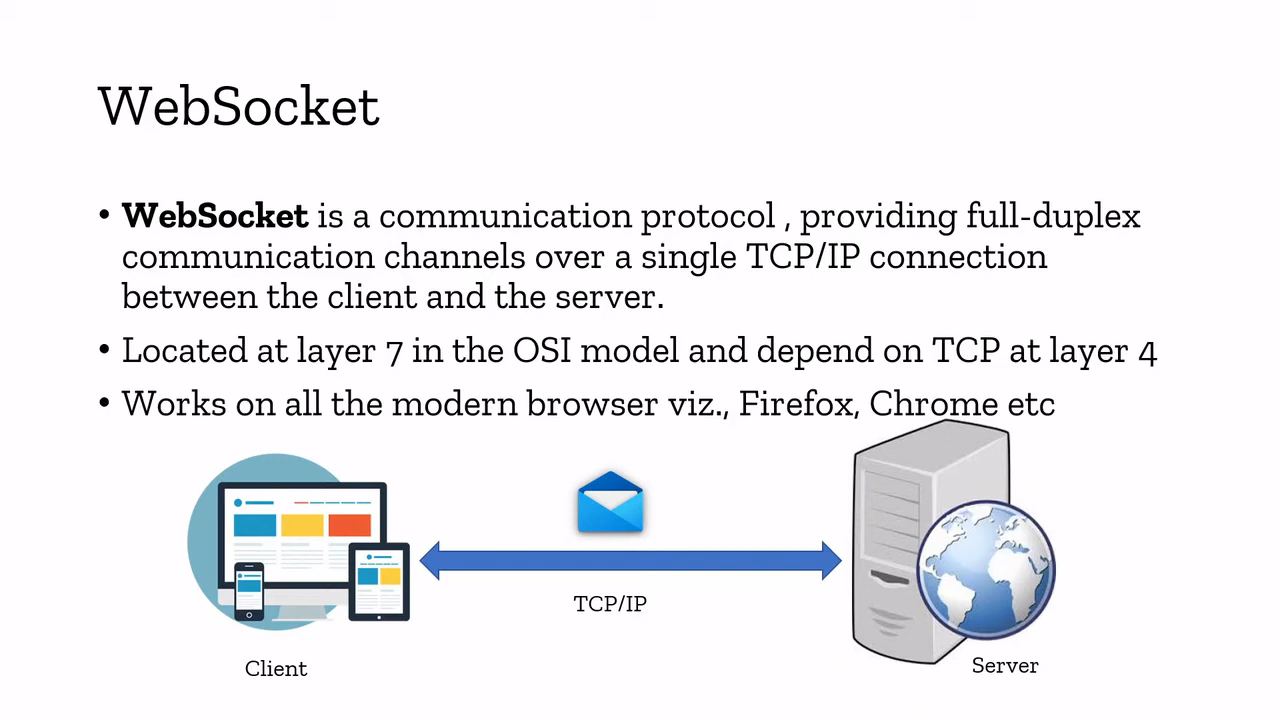 WebSocket
• WebSocket is a communication protocol , providing full-duplex
communication channels over a single TCP/IP connection
between the client and the server.
• Located at layer 7 in the OSI model and depend on TCP at layer 4
• Works on all the modern browser viz., Firefox, Chrome etc
TCP/IP
Client
Server